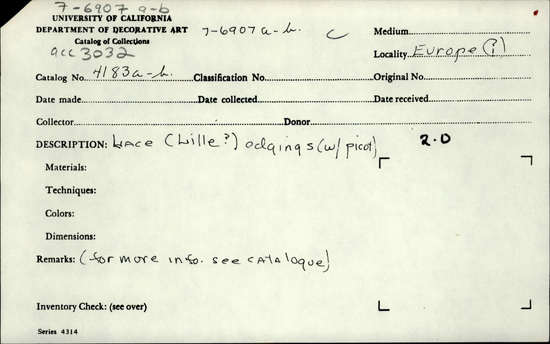 7-6907 a-b
UNIVERSITY OF CALIFORNIA
DEPARTMENT OF DECORATIVE ART 7-6907 a-b. C Medium
Catalog of Collections
acc 3032 Locality Europe (?)
Catalog No. 4183a-b. Classification No. Original No.
Date made Date collected Date received
Collector Donor
DESCRIPTION: Lace (Lille?) edgings (w/ picot) 2.D
Materials:
Techniques:
Colors:
Dimensions:
Remarks: (for more info. see catalogue)
Inventory Check: (see over)
Series 4314